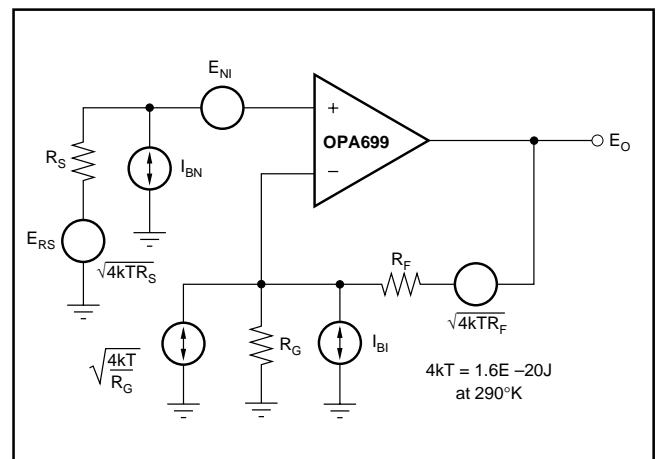 E_NI
+
OPA699
−
E_O
R_S
I_BN
E_RS
√4kTR_S
R_F
√4kTR_F
√4kT/R_G
R_G
I_BI
4kT = 1.6E –20J
at 290°K